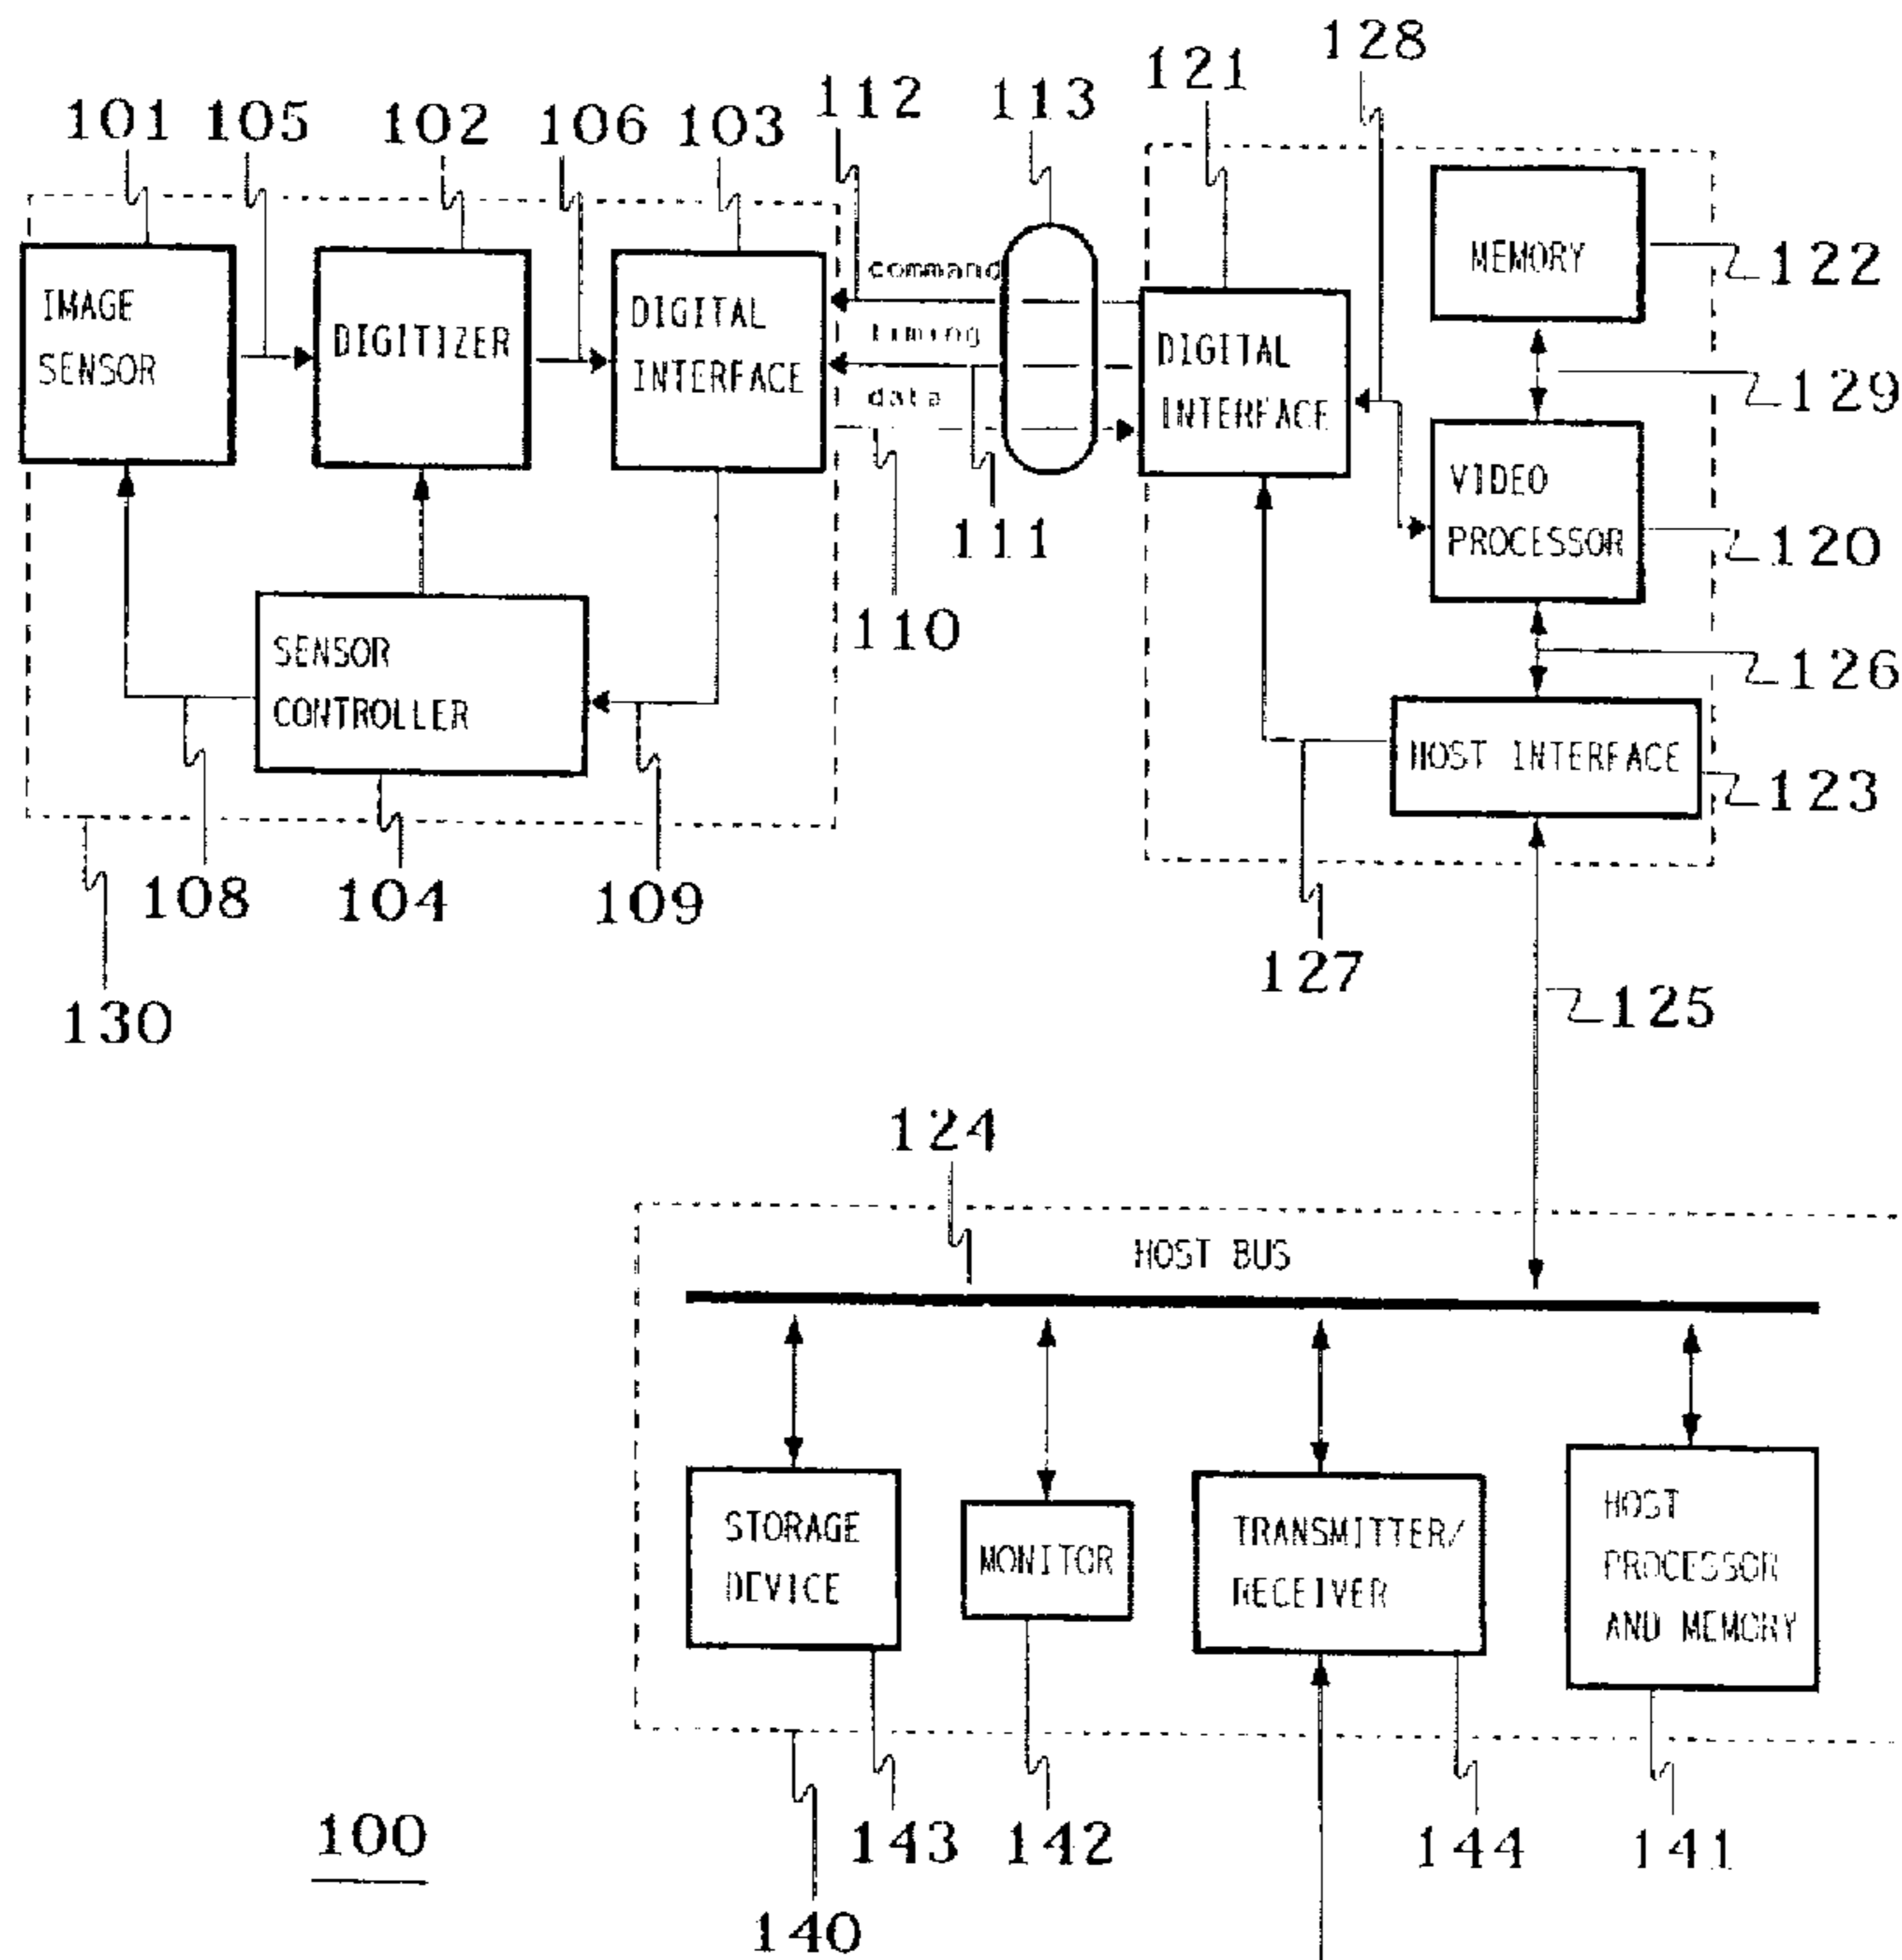 128
121
112
113
101
105
102
106
103
IMAGE
SENSOR
DIGITIZER
DIGITAL
INTERFACE
command
timing
data
DIGITAL
INTERFACE
MEMORY
122
129
VIDEO
PROCESSOR
120
111
110
SENSOR
CONTROLLER
126
HOST INTERFACE
123
108
104
109
127
130
125
124
HOST BUS
STORAGE
DEVICE
MONITOR
TRANSMITTER/
RECEIVER
HOST
PROCESSOR
AND MEMORY
143
142
144
141
100
140